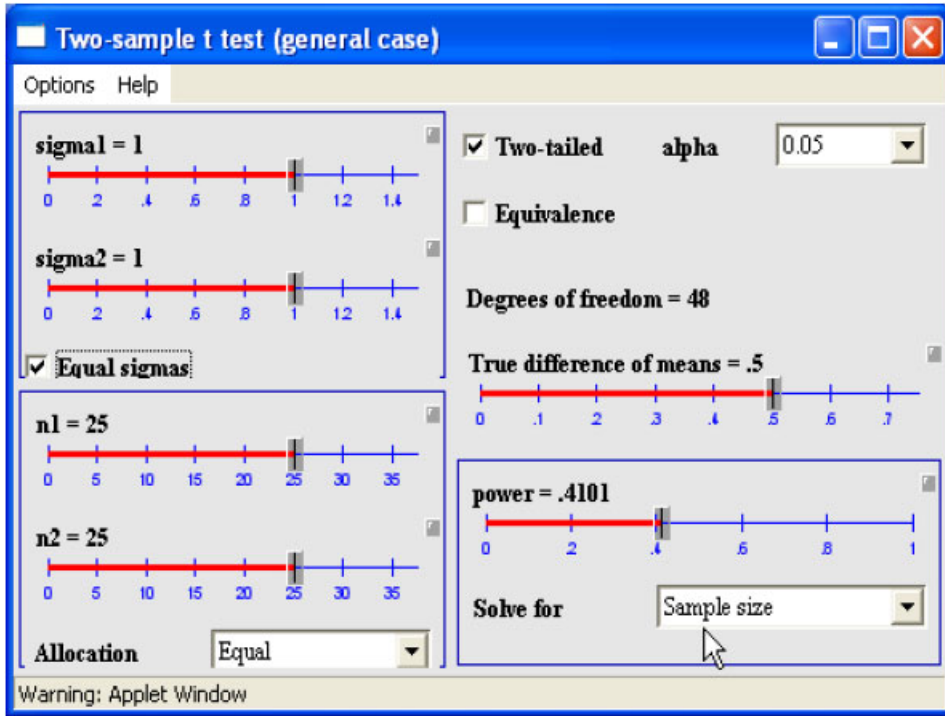 Two-sample t test (general case)
Options Help
sigma1 = 1
0 .2 .4 .6 .8 1 1.2 1.4
sigma2 = 1
0 .2 .4 .6 .8 1 1.2 1.4
Equal sigmas
n1 = 25
0 5 10 15 20 25 30 35
n2 = 25
0 5 10 15 20 25 30 35
Allocation Equal
Two-tailed alpha 0.05
Equivalence
Degrees of freedom = 48
True difference of means = .5
0 .1 .2 .3 .4 .5 .6 .7
power = .4101
0 .2 .4 .6 .8 1
Solve for Sample size
Warning: Applet Window